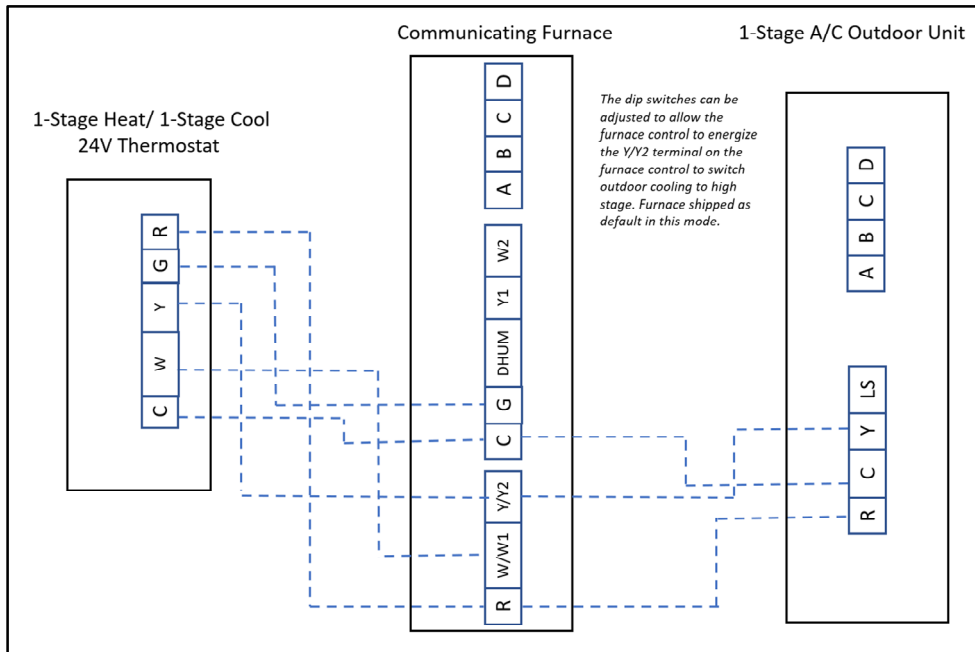 Communicating Furnace
1-Stage A/C Outdoor Unit
1-Stage Heat/ 1-Stage Cool
24V Thermostat
The dip switches can be
adjusted to allow the
furnace control to energize
the Y/Y2 terminal on the
furnace control to switch
outdoor cooling to high
stage. Furnace shipped as
default in this mode.
R
G
Y
W
C
D
C
B
A
W2
Y1
DHUM
G
C
Y/Y2
W/W1
R
D
C
B
A
LS
Y
C
R